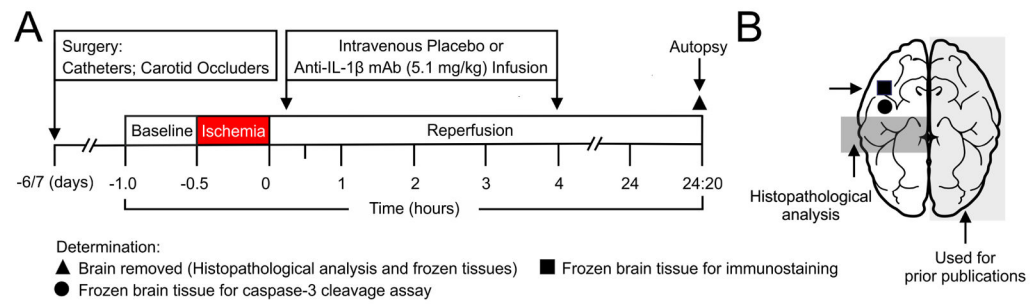 A
Surgery:
Catheters; Carotid Occluders
Intravenous Placebo or
Anti-IL-1β mAb (5.1 mg/kg) Infusion
Autopsy
Baseline
Ischemia
Reperfusion
-6/7 (days)
-1.0
-0.5
0
1
2
3
4
24
24:20
Time (hours)
Determination:
▲ Brain removed (Histopathological analysis and frozen tissues)
■ Frozen brain tissue for immunostaining
● Frozen brain tissue for caspase-3 cleavage assay
B
Histopathological
analysis
Used for
prior publications